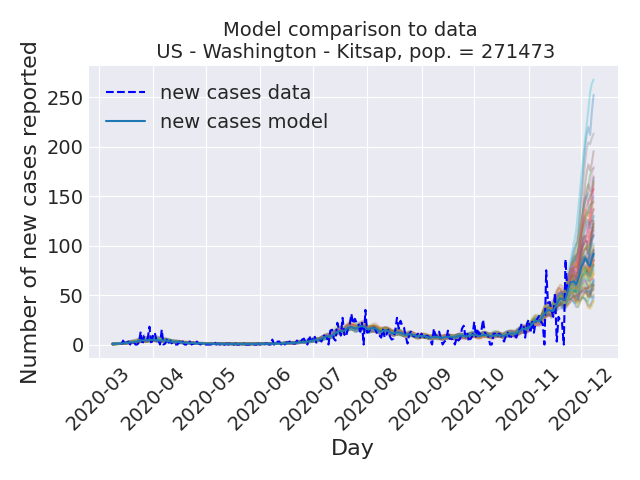 Model comparison to data
US - Washington - Kitsap, pop. = 271473
Number of new cases reported
250
200
150
100
50
0
new cases data
new cases model
2020-03
2020-04
2020-05
2020-06
2020-07
2020-08
2020-09
2020-10
2020-11
2020-12
Day